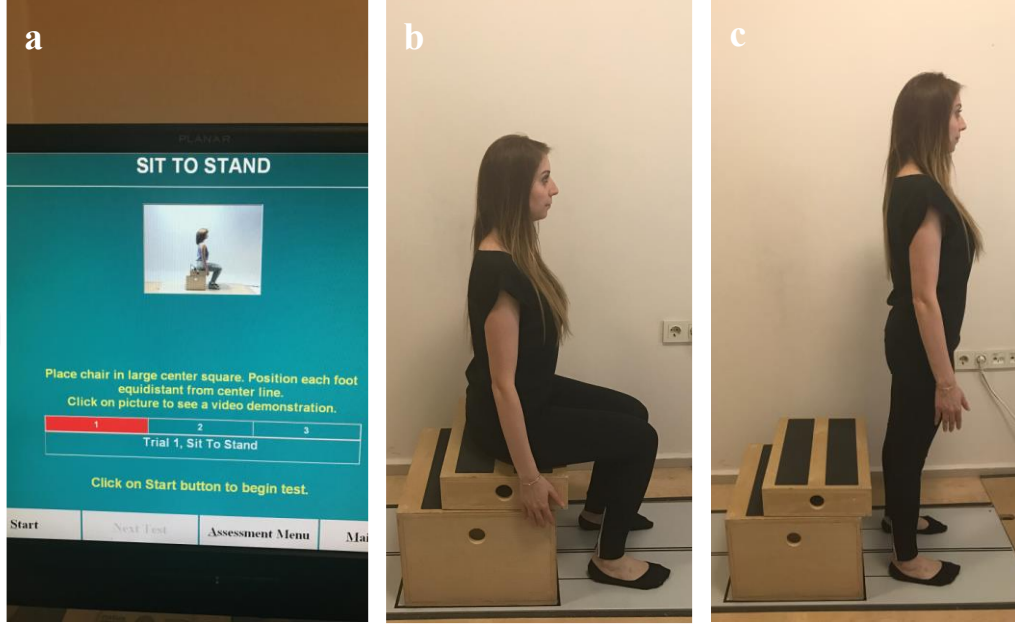 a
PLANAR
SIT TO STAND
Place chair in large center square. Position each foot
equidistant from center line.
Click on picture to see a video demonstration.
1 2 3
Trial 1, Sit To Stand
Click on Start button to begin test.
Start Next Test Assessment Menu Mai
b
c